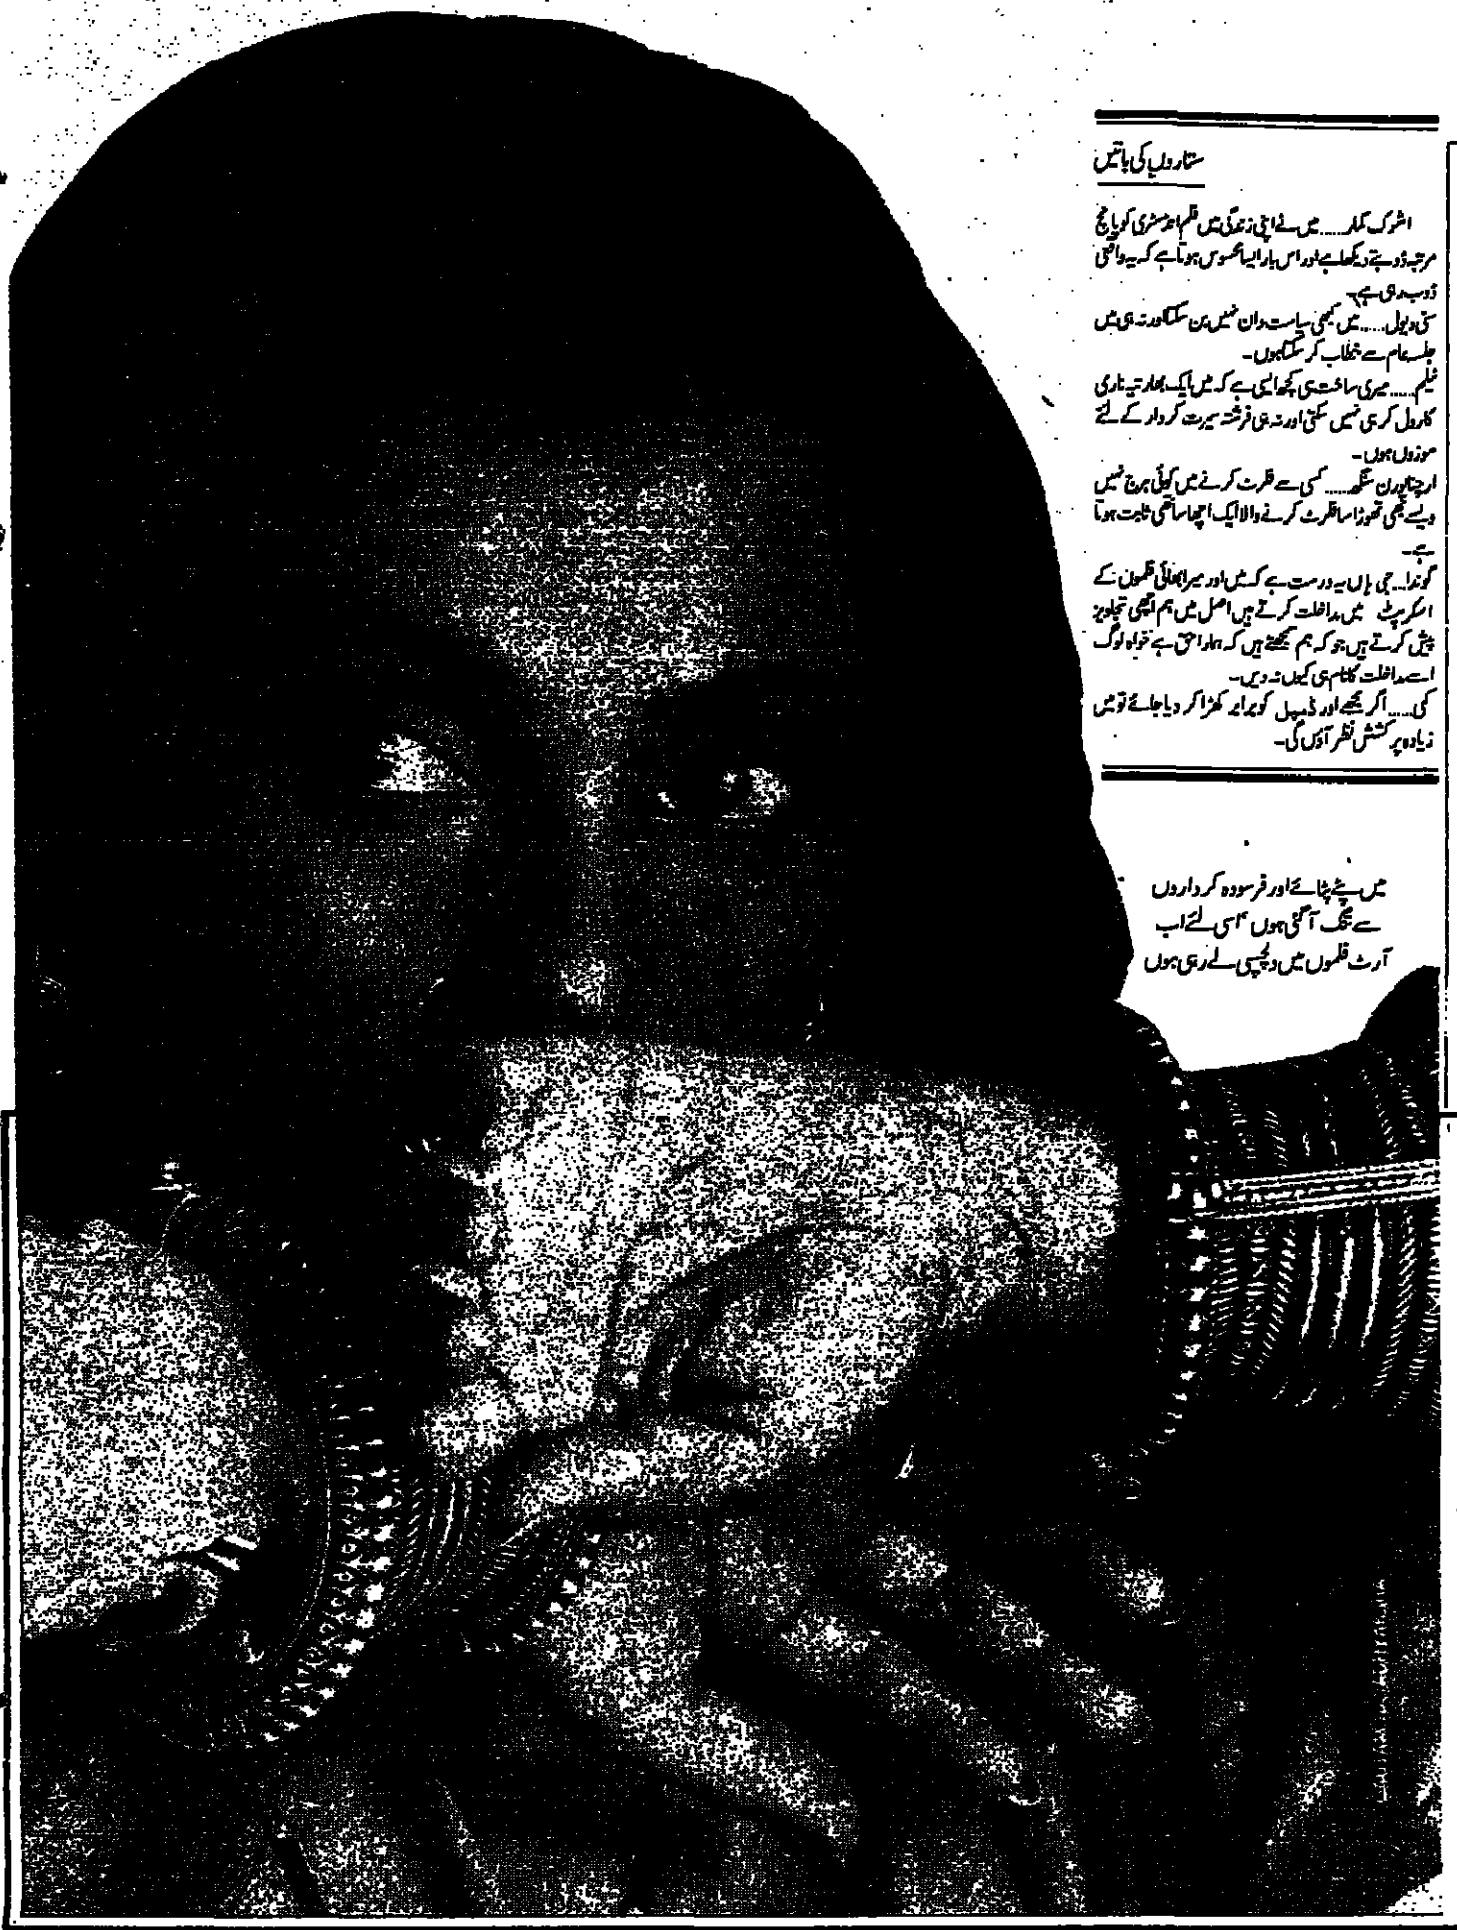 ستاروں کی باتیں
اشوک کمار..... میں نے اپنی زندگی میں فلم انڈسٹری کو پانچ
مرتبہ ڈوبتے دیکھا ہے اور اس بار ایسا محسوس ہوتا ہے کہ یہ واقعی
ڈوب رہی ہے۔
سنی دیول..... میں کبھی سیاست دان نہیں بن سکتا اور نہ ہی میں
جلسہ عام سے خطاب کر سکتا ہوں۔
نیلم..... میری ساخت ہی کچھ ایسی ہے کہ میں ایک بھارتیہ ناری
کا رول کر ہی نہیں سکتی اور نہ ہی فرشتہ سیرت کردار کے لئے
موزوں ہوں۔
ارچنا پورن سنگھ..... کسی سے فلرٹ کرنے میں کوئی ہرج نہیں
ویسے بھی تھوڑا سا فلرٹ کرنے والا ایک اچھا ساتھی ثابت ہوتا
ہے۔
گوندا... جی ہاں یہ درست ہے کہ میں اور میرا بھائی فلموں کے
اسکرپٹ میں مداخلت کرتے ہیں اصل میں ہم اچھی تجاویز
پیش کرتے ہیں جو کہ ہم سمجھتے ہیں کہ ہمارا حق ہے خواہ لوگ
اسے مداخلت کا نام ہی کیوں نہ دیں۔
کمی..... اگر مجھے اور ڈمپل کو برابر کھڑا کر دیا جائے تو میں
زیادہ پر کشش نظر آؤں گی۔
میں پٹے پٹائے اور فرسودہ کرداروں
سے تنگ آ گئی ہوں اسی لئے اب
آرٹ فلموں میں دلچسپی لے رہی ہوں